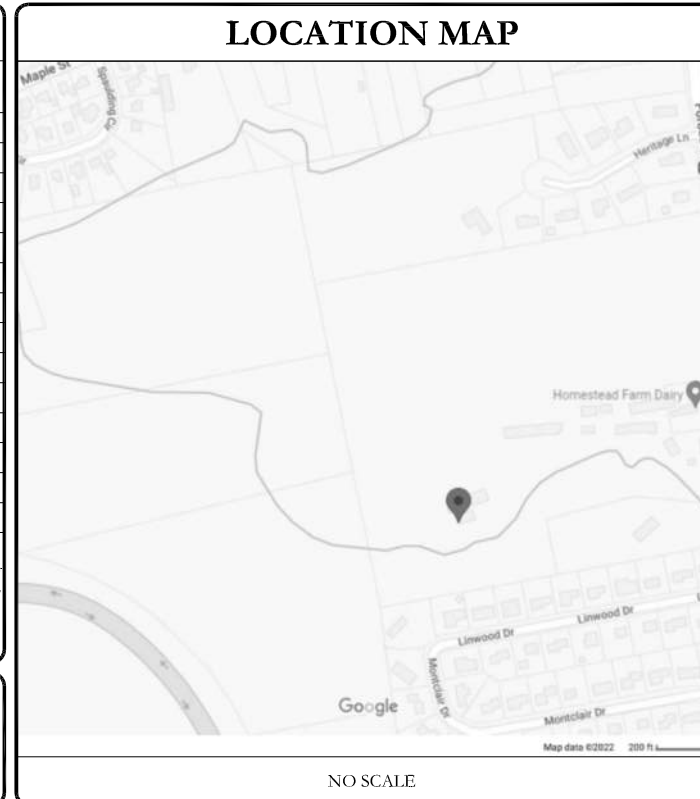 LOCATION MAP
Maple St
Spaulding Cir
Heritage Ln
Homestead Farm Dairy
Linwood Dr
Linwood Dr
Montclair Dr
Montclair Dr
Google
Map data ©2022 200 ft
NO SCALE